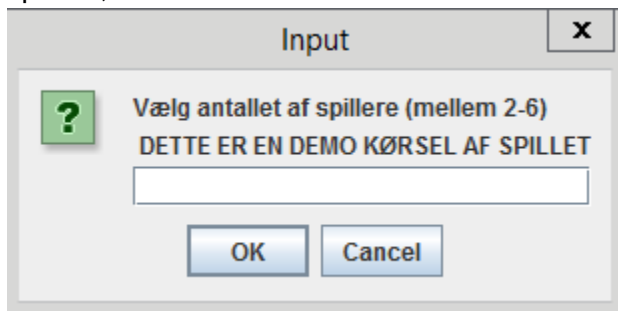 Input
x
?
Vælg antallet af spillere (mellem 2-6)
DETTE ER EN DEMO KØRSEL AF SPILLET
OK
Cancel